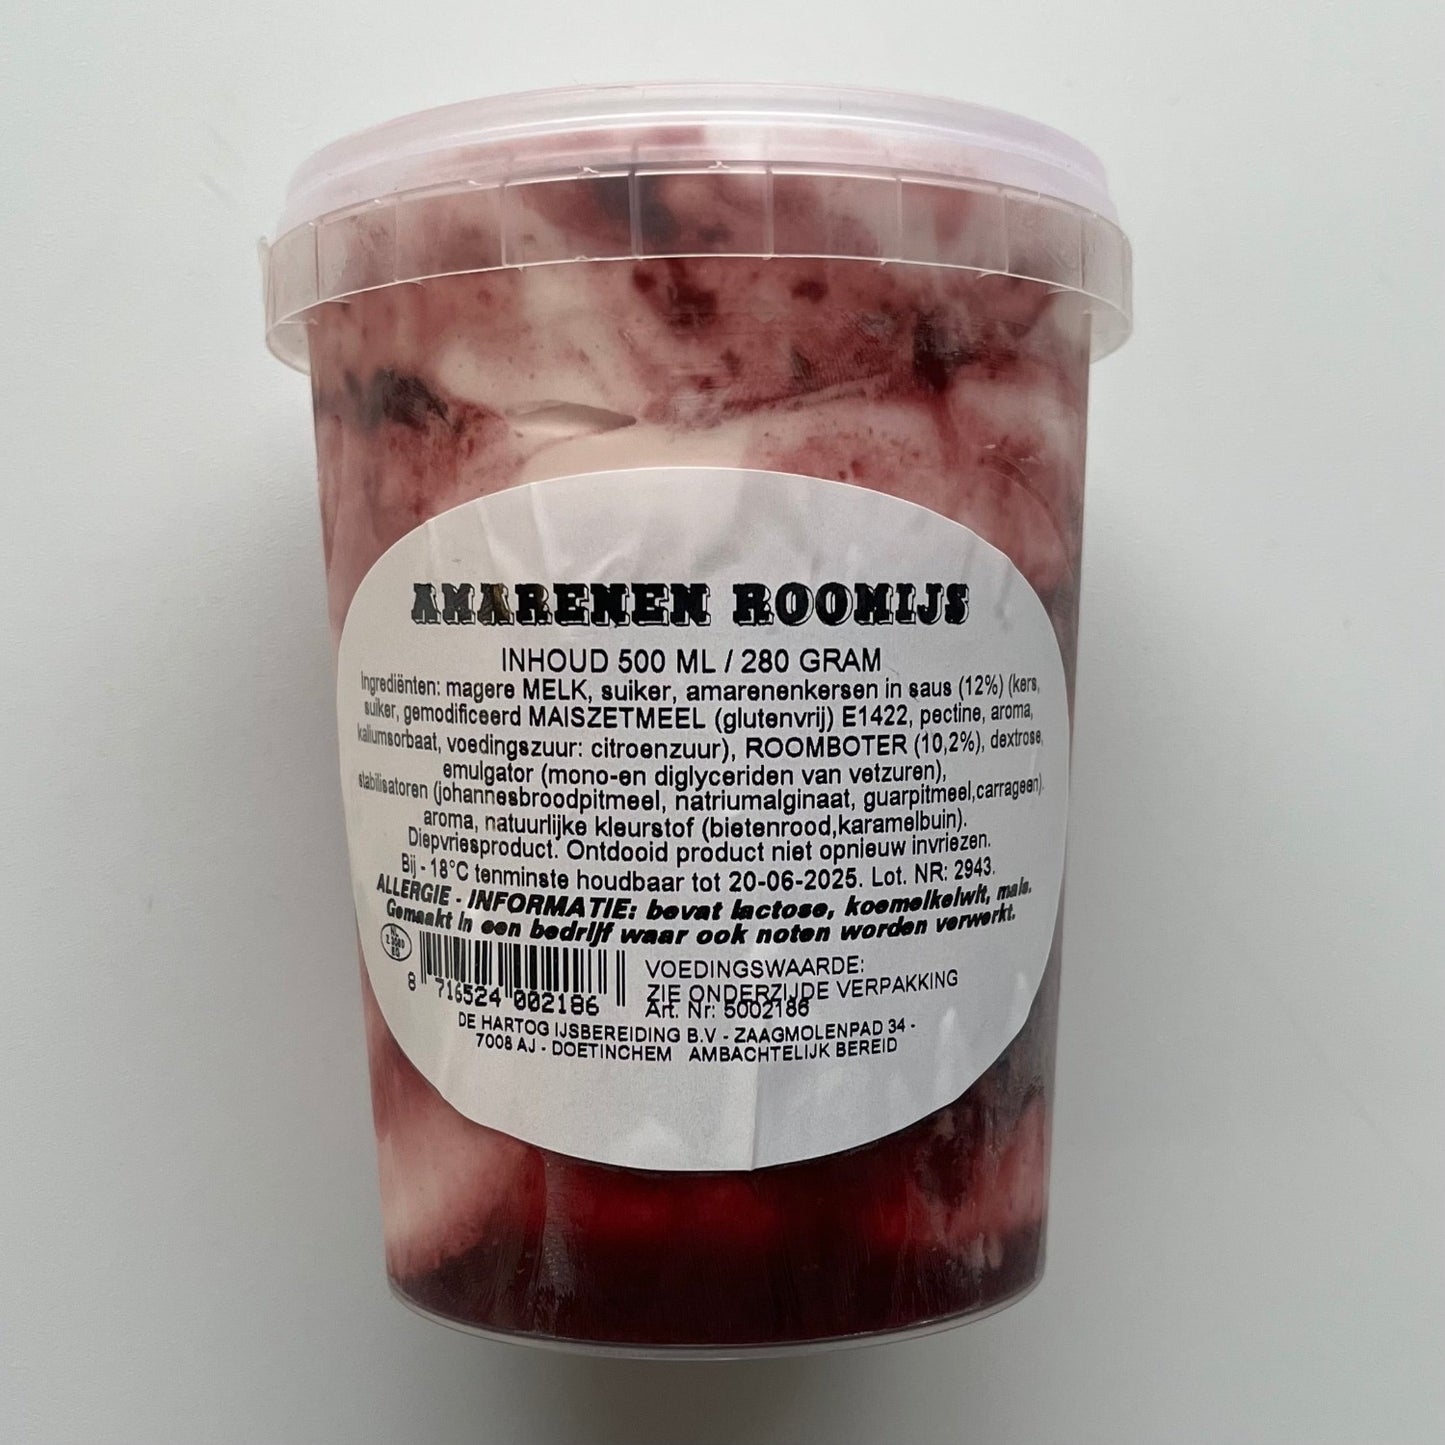 AMARENEN ROOMIJS
INHOUD 500 ML / 280 GRAM
Ingrediënten: magere MELK, suiker, amarenenkersen in saus (12%) (kers,
suiker, gemodificeerd MAISZETMEEL (glutenvrij) E1422, pectine, aroma,
kaliumsorbaat, voedingszuur: citroenzuur), ROOMBOTER (10,2%), dextrose,
emulgator (mono-en diglyceriden van vetzuren),
stabilisatoren (johannesbroodpitmeel, natriumalginaat, guarpitmeel,carrageen).
aroma, natuurlijke kleurstof (bietenrood,karamelbuin).
Diepvriesproduct. Ontdooid product niet opnieuw invriezen.
Bij - 18°C tenminste houdbaar tot 20-06-2025. Lot. NR: 2943.
ALLERGIE - INFORMATIE: bevat lactose, koemelkeiwit, mais.
Gemaakt in een bedrijf waar ook noten worden verwerkt.
NL
EG
8 716524 002186
VOEDINGSWAARDE:
ZIE ONDERZIJDE VERPAKKING
Art. Nr: 5002186
DE HARTOG IJSBEREIDING B.V - ZAAGMOLENPAD 34 -
7008 AJ - DOETINCHEM AMBACHTELIJK BEREID